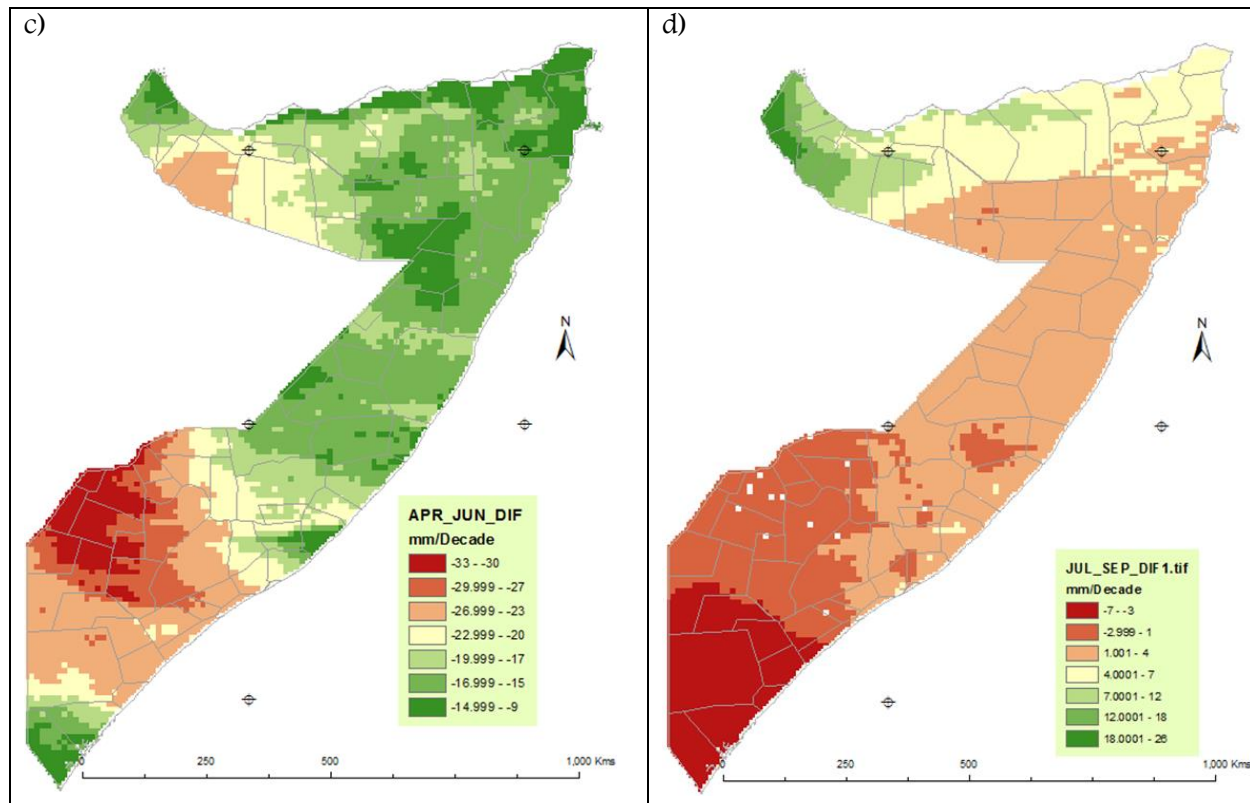 c)
N
APR_JUN_DIF
mm/Decade
-33 - -30
-29.999 - -27
-26.999 - -23
-22.999 - -20
-19.999 - -17
-16.999 - -15
-14.999 - -9
0 250 500 1,000 Kms
d)
N
JUL_SEP_DIF1.tif
mm/Decade
-7 - -3
-2.999 - 1
1.001 - 4
4.0001 - 7
7.0001 - 12
12.0001 - 18
18.0001 - 26
0 250 500 1,000 Kms